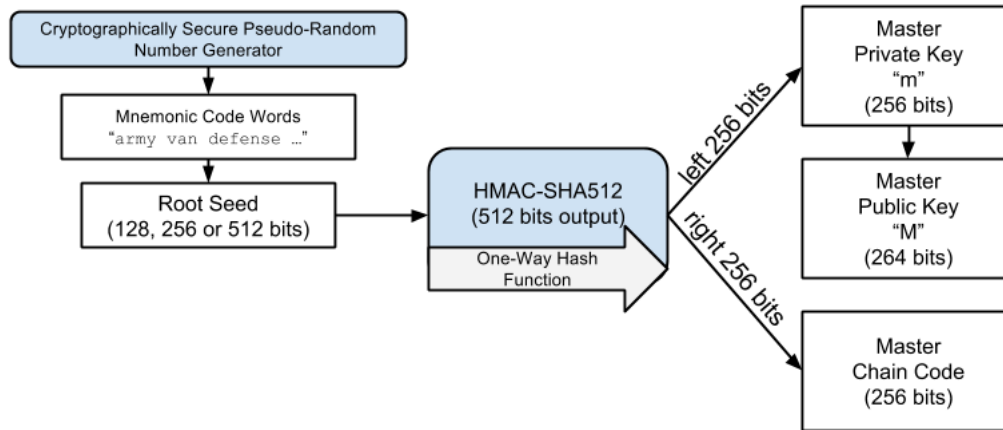 Cryptographically Secure Pseudo-Random
Number Generator
Mnemonic Code Words
“army van defense …”
Root Seed
(128, 256 or 512 bits)
HMAC-SHA512
(512 bits output)
One-Way Hash
Function
left 256 bits
right 256 bits
Master
Private Key
“m”
(256 bits)
Master
Public Key
“M”
(264 bits)
Master
Chain Code
(256 bits)